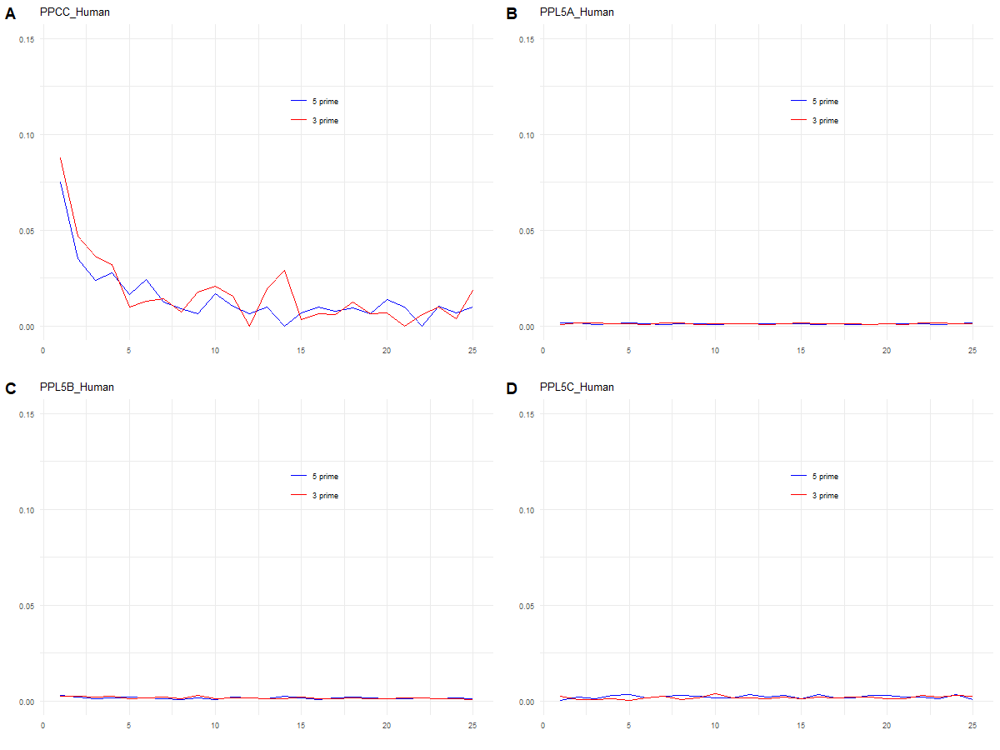 A PPCC_Human
0.15
5 prime
3 prime
0.10
0.05
0.00
0 5 10 15 20 25
B PPL5A_Human
0.15
5 prime
3 prime
0.10
0.05
0.00
0 5 10 15 20 25
C PPL5B_Human
0.15
5 prime
3 prime
0.10
0.05
0.00
0 5 10 15 20 25
D PPL5C_Human
0.15
5 prime
3 prime
0.10
0.05
0.00
0 5 10 15 20 25